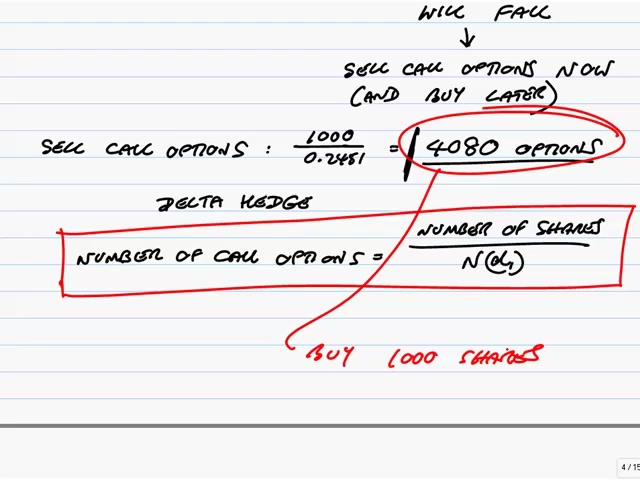 WILL FALL
↓
SELL CALL OPTIONS NOW
(AND BUY LATER)
SELL CALL OPTIONS : 1000 / 0.2451 = 4080 OPTIONS
DELTA HEDGE
NUMBER OF CALL OPTIONS = NUMBER OF SHARES / N(d₁)
BUY 1000 SHARES
4 / 15